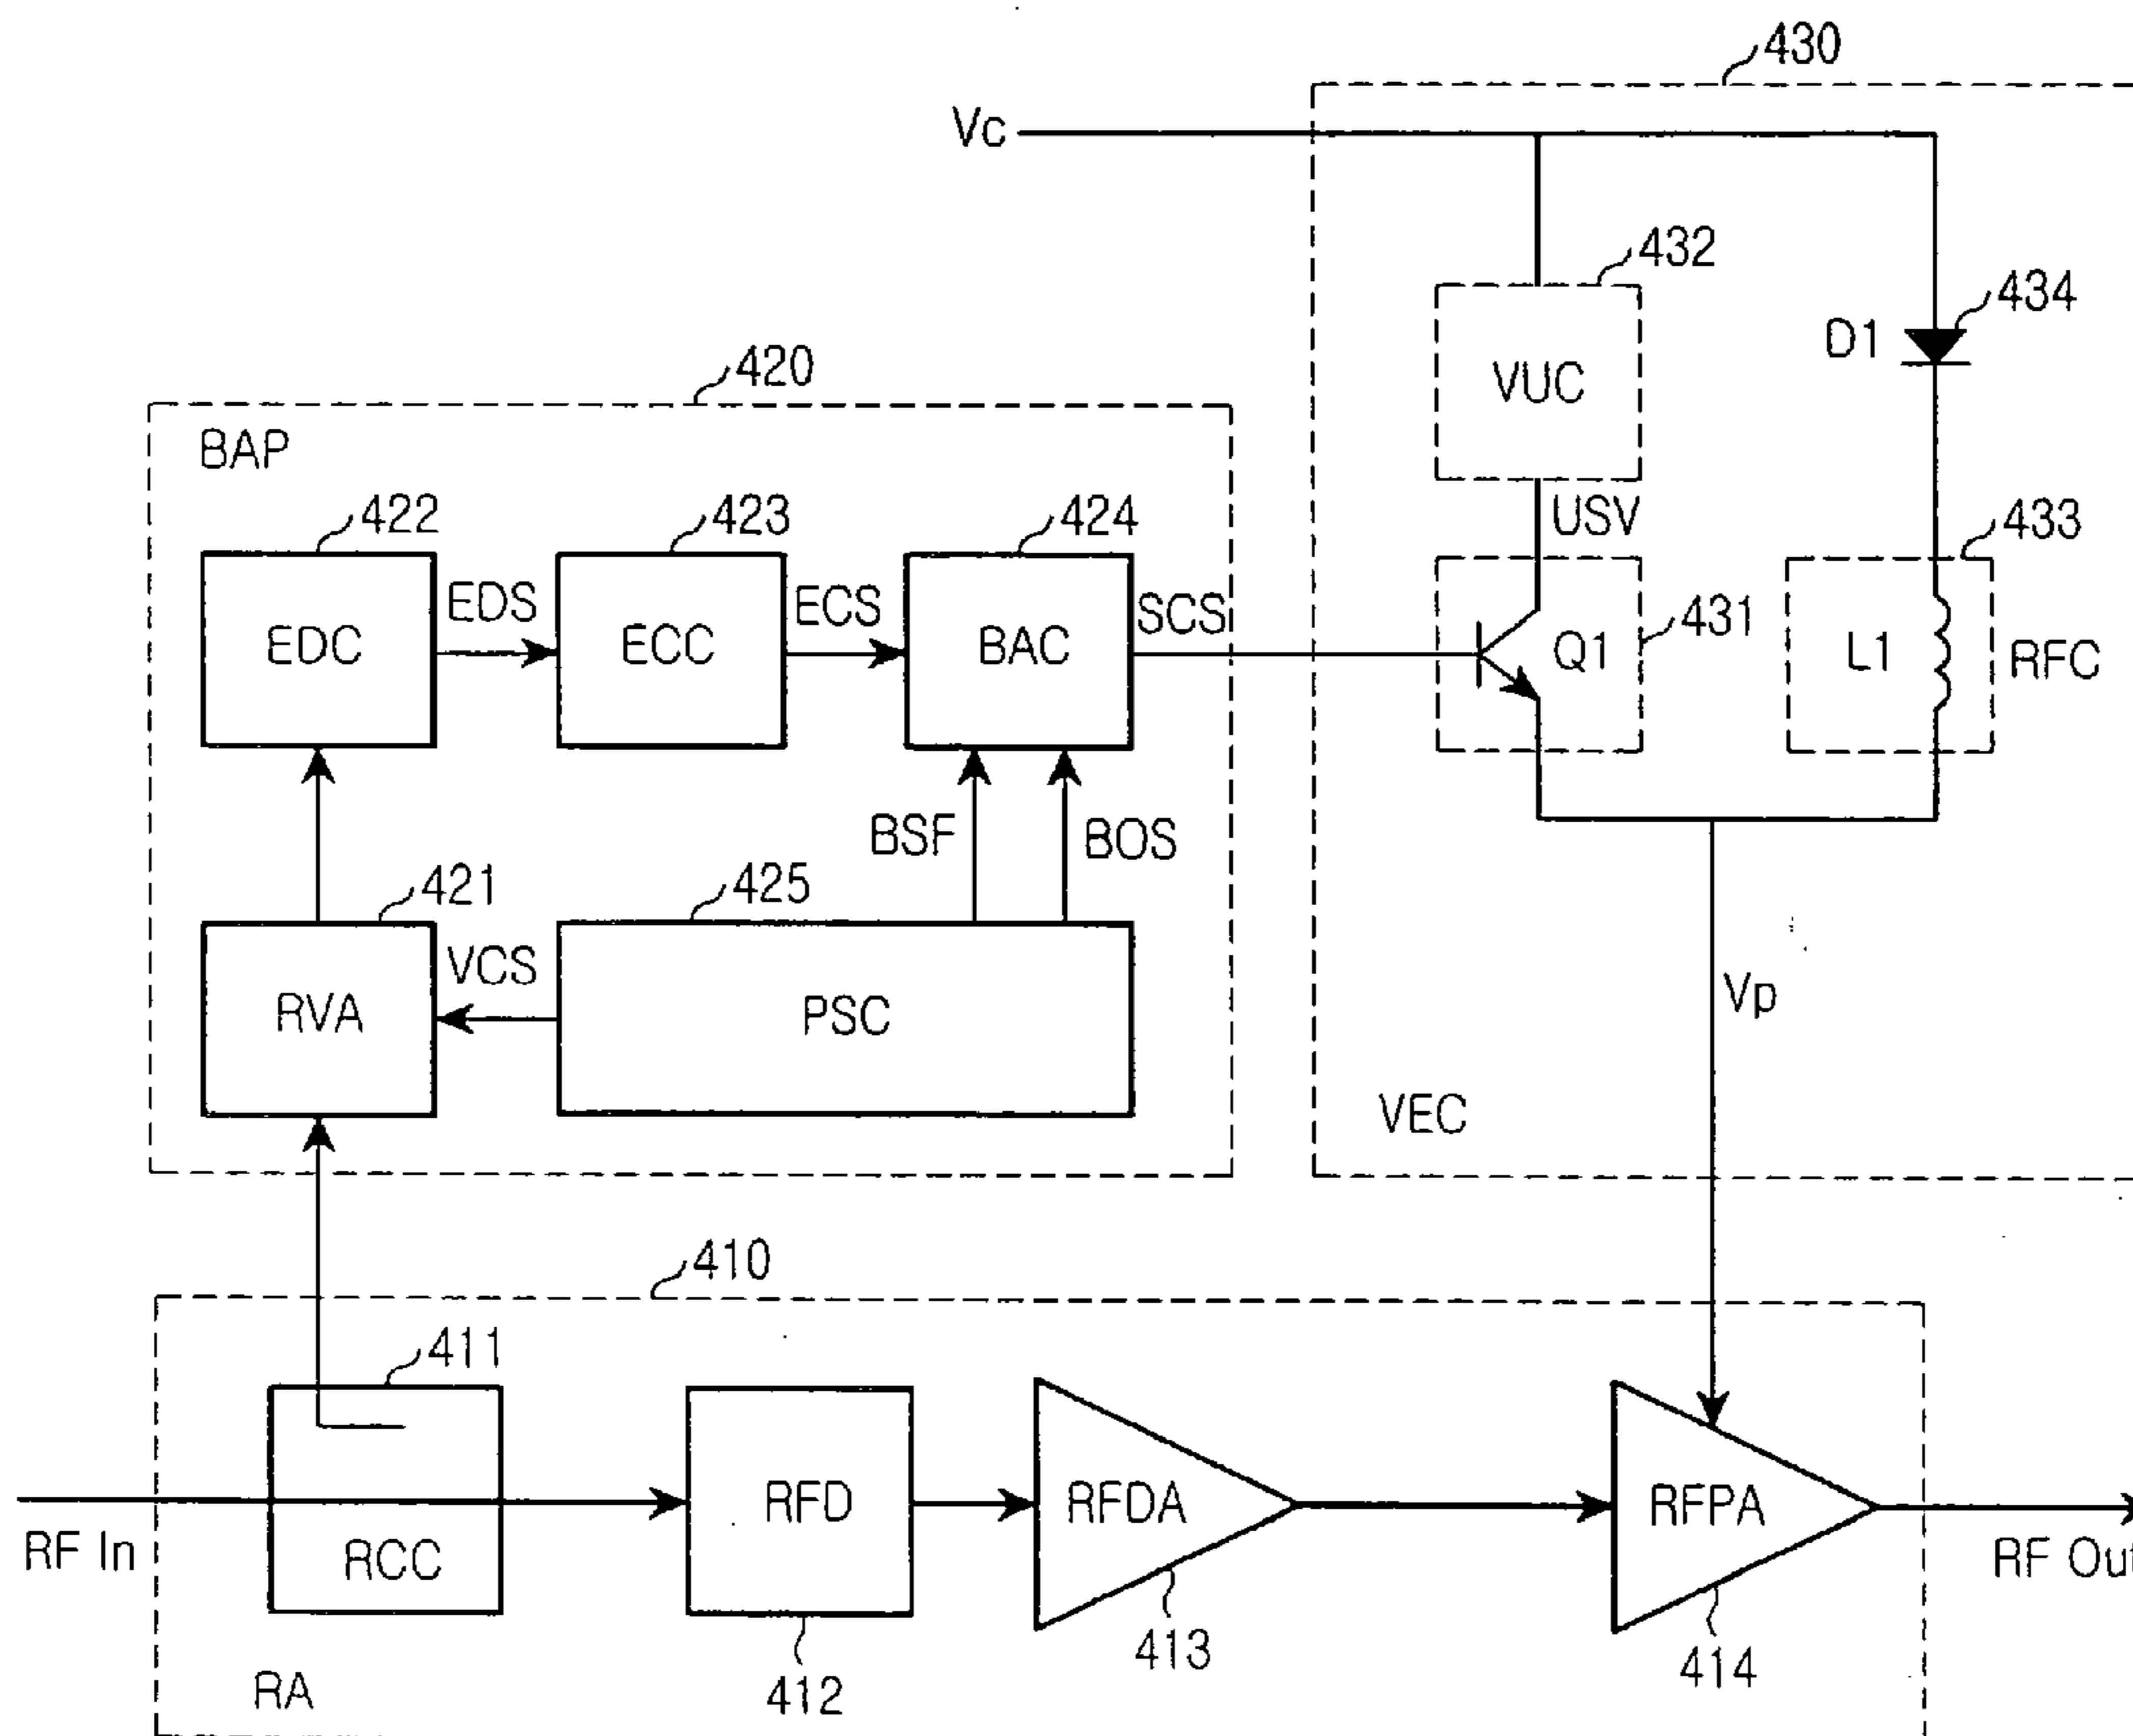 430
Vc
432
434
D1
VUC
420
BAP
USV
422
423
424
433
EDS
ECS
SCS
431
EDC
ECC
BAC
Q1
L1
RFC
BSF
BOS
421
425
VCS
Vp
RVA
PSC
VEC
410
411
RFD
RFDA
RFPA
RF In
RCC
RF Out
413
414
RA
412